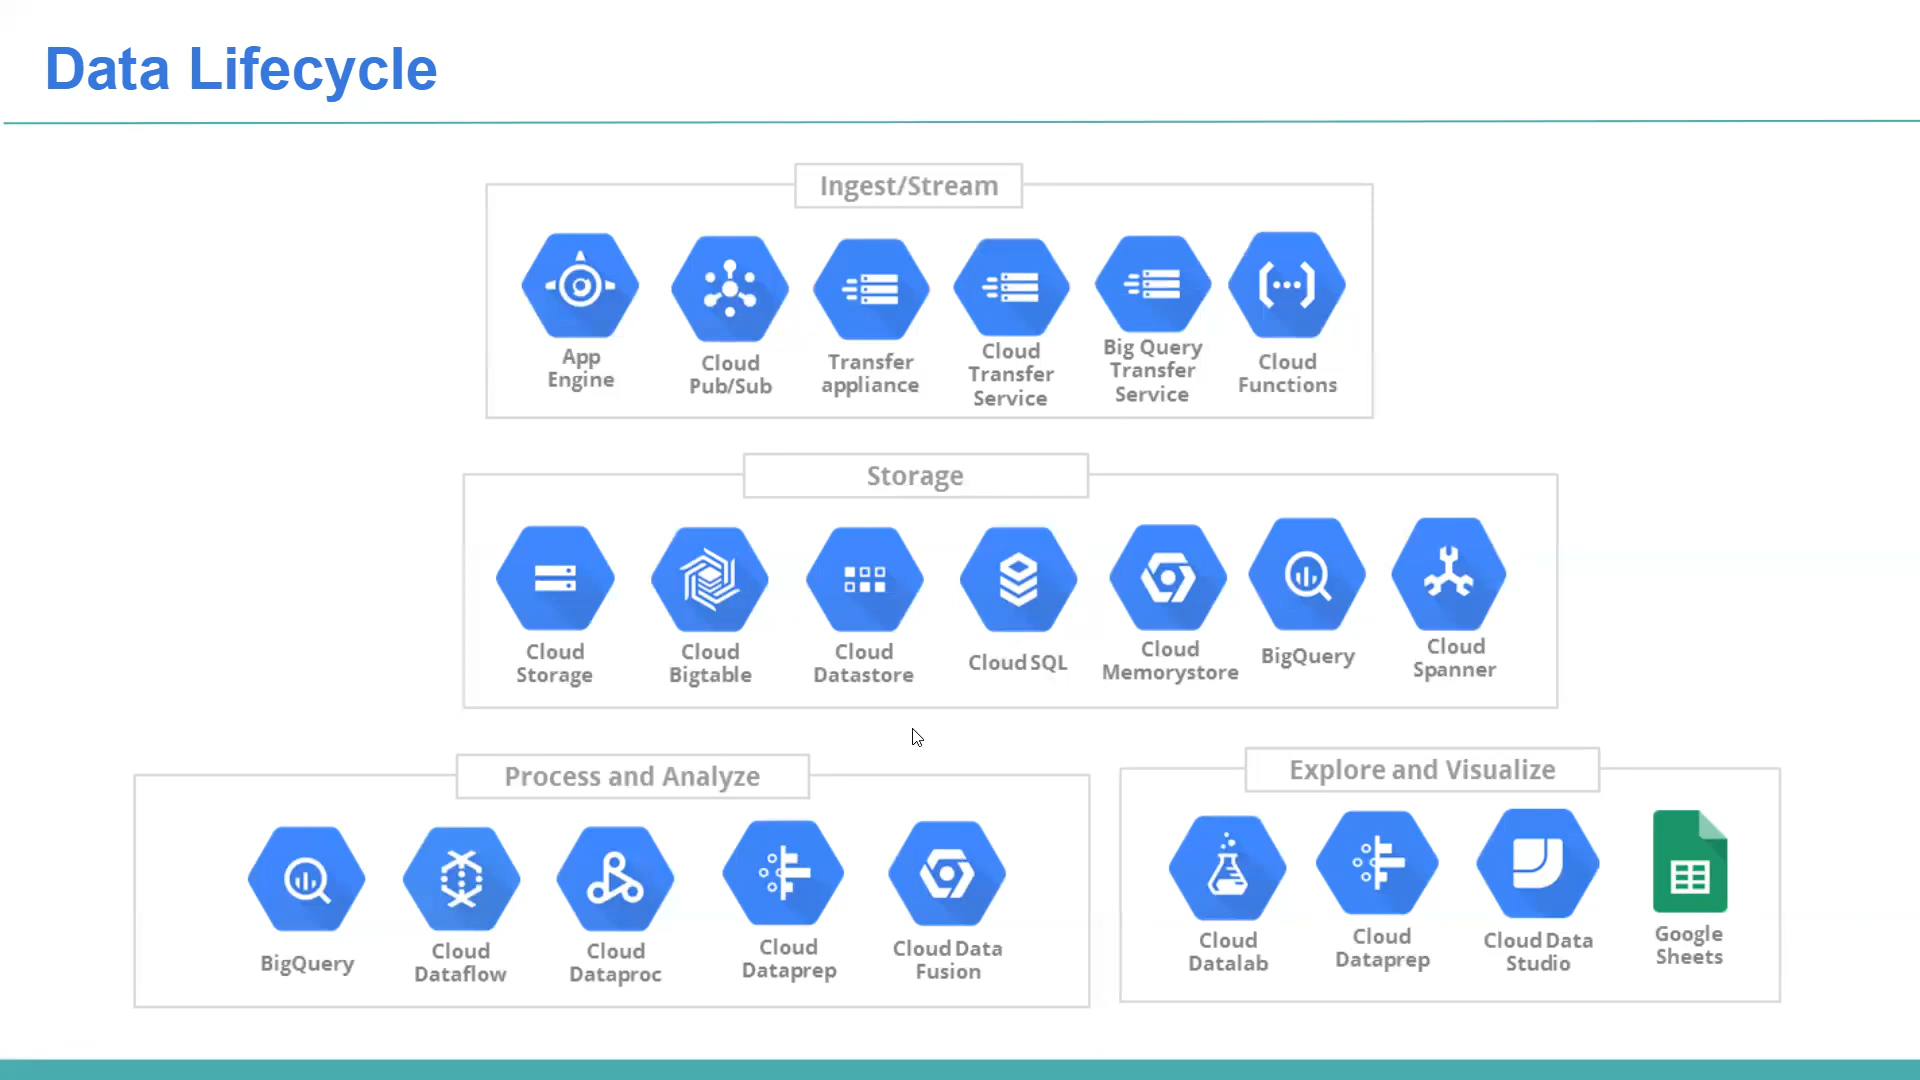 Data Lifecycle
Ingest/Stream
App
Engine
Cloud
Pub/Sub
Transfer
appliance
Cloud
Transfer
Service
Big Query
Transfer
Service
Cloud
Functions
Storage
Cloud
Storage
Cloud
Bigtable
Cloud
Datastore
Cloud SQL
Cloud
Memorystore
BigQuery
Cloud
Spanner
Process and Analyze
BigQuery
Cloud
Dataflow
Cloud
Dataproc
Cloud
Dataprep
Cloud Data
Fusion
Explore and Visualize
Cloud
Datalab
Cloud
Dataprep
Cloud Data
Studio
Google
Sheets